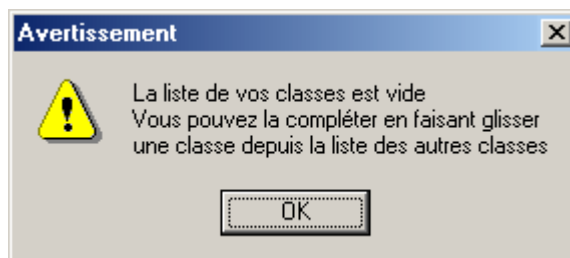 Avertissement
La liste de vos classes est vide
Vous pouvez la compléter en faisant glisser
une classe depuis la liste des autres classes
OK